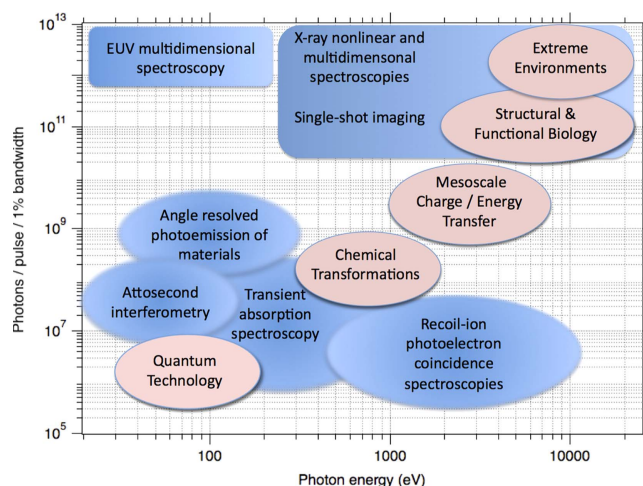 10^13
10^11
10^9
10^7
10^5
Photons / pulse / 1% bandwidth
EUV multidimensional
spectroscopy
X-ray nonlinear and
multidimensonal
spectroscopies
Single-shot imaging
Extreme
Environments
Structural &
Functional Biology
Mesoscale
Charge / Energy
Transfer
Angle resolved
photoemission of
materials
Chemical
Transformations
Attosecond
interferometry
Transient
absorption
spectroscopy
Recoil-ion
photoelectron
coincidence
spectroscopies
Quantum
Technology
100
1000
10000
Photon energy (eV)